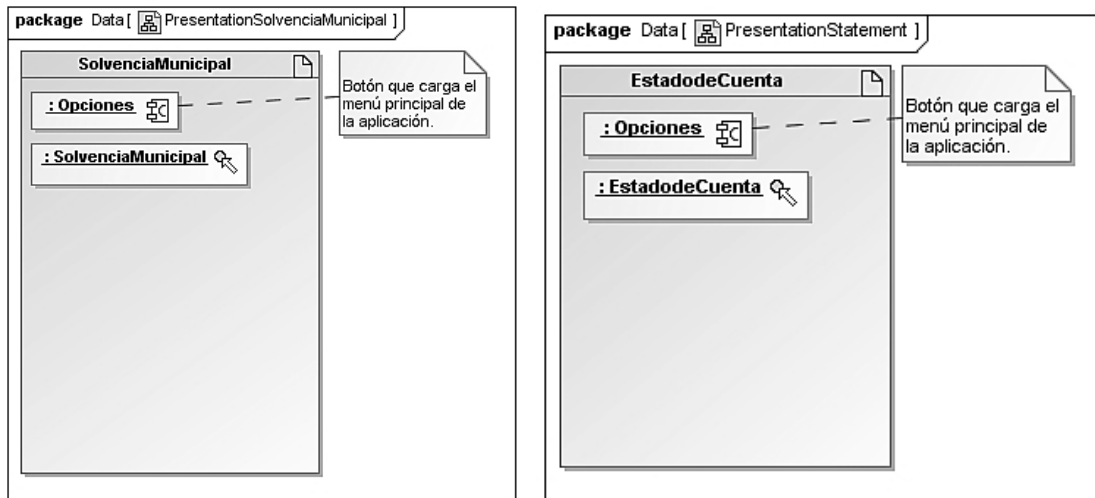 package Data [ PresentationSolvenciaMunicipal ]
SolvenciaMunicipal
: Opciones
: SolvenciaMunicipal
Botón que carga el
menú principal de
la aplicación.
package Data [ PresentationStatement ]
EstadodeCuenta
: Opciones
: EstadodeCuenta
Botón que carga el
menú principal de
la aplicación.